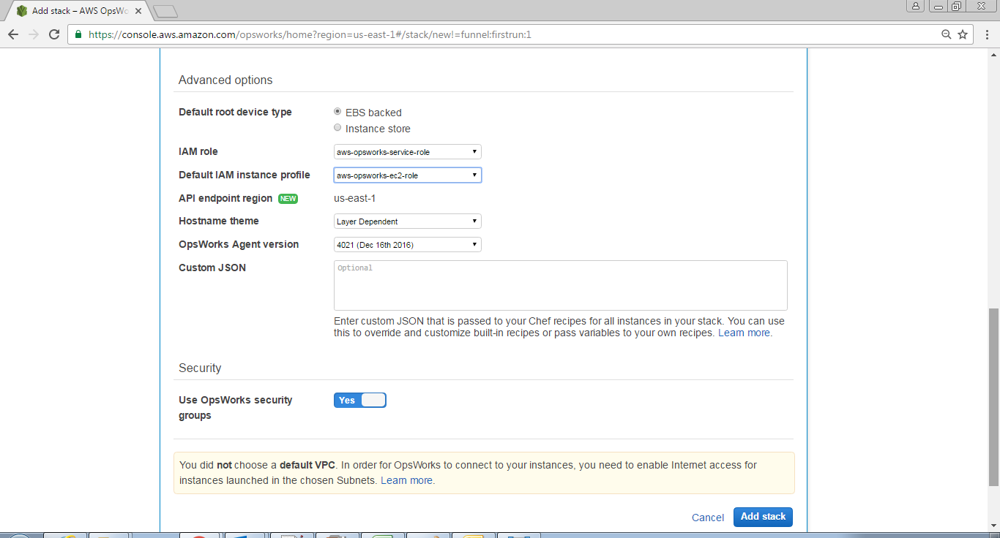 Add stack – AWS OpsWo
https://console.aws.amazon.com/opsworks/home?region=us-east-1#/stack/new!=funnel:firstrun:1
Advanced options
Default root device type
EBS backed
Instance store
IAM role
aws-opsworks-service-role
Default IAM instance profile
aws-opsworks-ec2-role
API endpoint region NEW
us-east-1
Hostname theme
Layer Dependent
OpsWorks Agent version
4021 (Dec 16th 2016)
Custom JSON
Optional
Enter custom JSON that is passed to your Chef recipes for all instances in your stack. You can use
this to override and customize built-in recipes or pass variables to your own recipes. Learn more.
Security
Use OpsWorks security
groups
Yes
You did not choose a default VPC. In order for OpsWorks to connect to your instances, you need to enable Internet access for
instances launched in the chosen Subnets. Learn more.
Cancel
Add stack